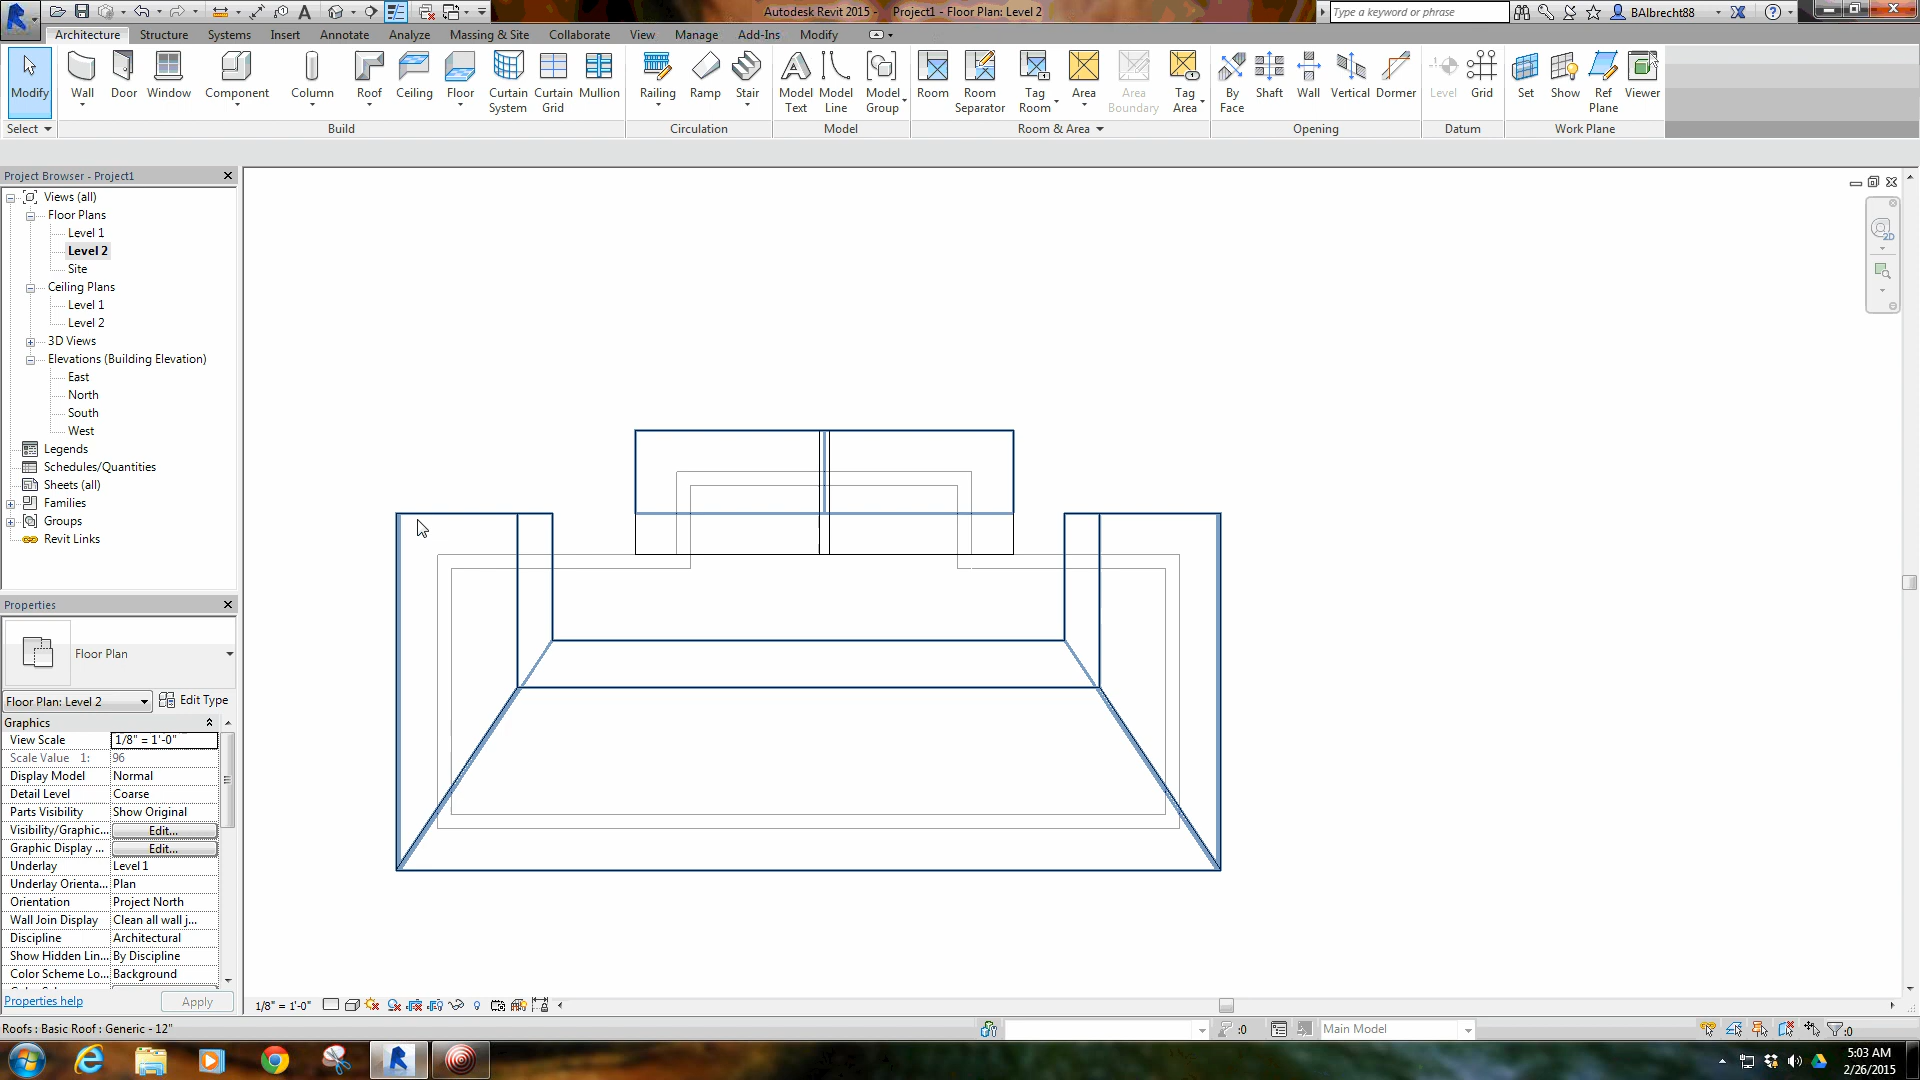 Autodesk Revit 2015 -    Project1 - Floor Plan: Level 2
Type a keyword or phrase
BAlbrecht88
Architecture Structure Systems Insert Annotate Analyze Massing & Site Collaborate View Manage Add-Ins Modify
Modify Wall Door Window Component Column Roof Ceiling Floor Curtain System Curtain Grid Mullion Railing Ramp Stair Model Text Model Line Model Group Room Room Separator Tag Room Area Area Boundary Tag Area By Face Shaft Wall Vertical Dormer Level Grid Set Show Ref Plane Viewer
Select Build Circulation Model Room & Area Opening Datum Work Plane
Project Browser - Project1
Views (all)
Floor Plans
Level 1
Level 2
Site
Ceiling Plans
Level 1
Level 2
3D Views
Elevations (Building Elevation)
East
North
South
West
Legends
Schedules/Quantities
Sheets (all)
Families
Groups
Revit Links
2D
Properties
Floor Plan
Floor Plan: Level 2 Edit Type
Graphics
View Scale 1/8" = 1'-0"
Scale Value 1: 96
Display Model Normal
Detail Level Coarse
Parts Visibility Show Original
Visibility/Graphic... Edit...
Graphic Display ... Edit...
Underlay Level 1
Underlay Orienta... Plan
Orientation Project North
Wall Join Display Clean all wall j...
Discipline Architectural
Show Hidden Lin... By Discipline
Color Scheme Lo... Background
Properties help Apply
1/8" = 1'-0"
Roofs : Basic Roof : Generic - 12" :0 Main Model :0
5:03 AM
2/26/2015